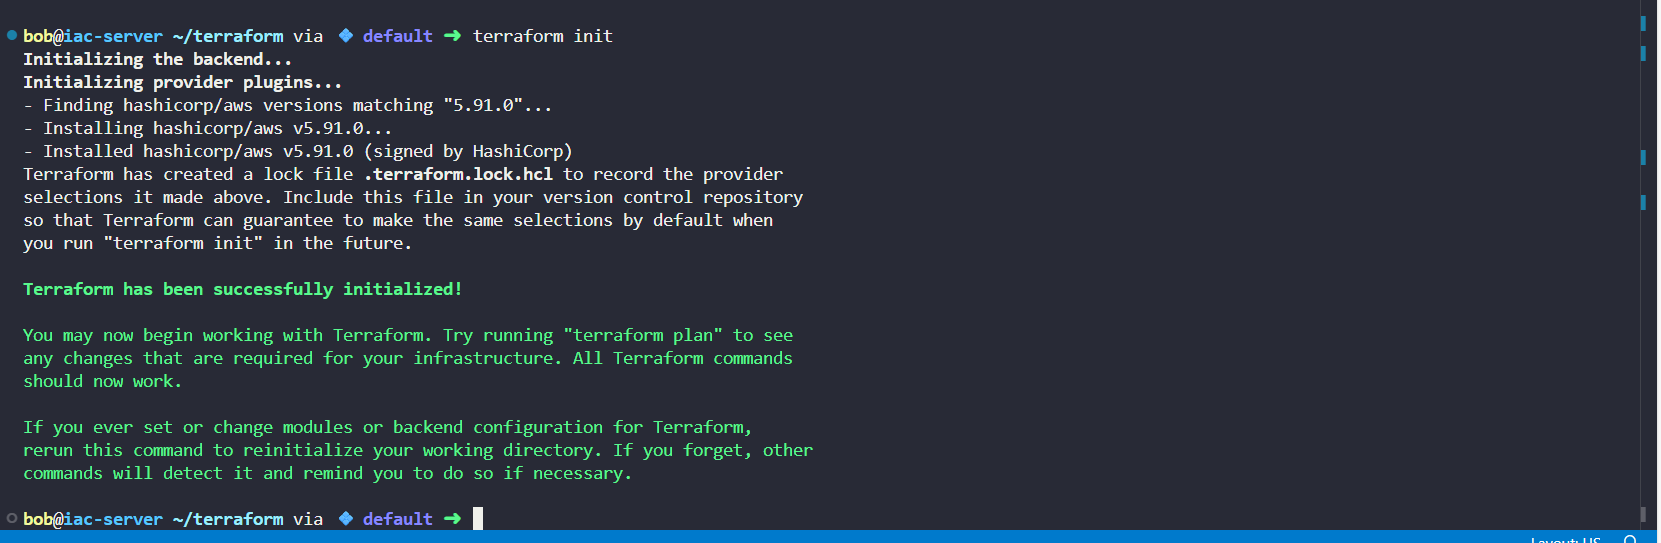 bob@iac-server ~/terraform via default → terraform init
Initializing the backend...
Initializing provider plugins...
- Finding hashicorp/aws versions matching "5.91.0"...
- Installing hashicorp/aws v5.91.0...
- Installed hashicorp/aws v5.91.0 (signed by HashiCorp)
Terraform has created a lock file .terraform.lock.hcl to record the provider
selections it made above. Include this file in your version control repository
so that Terraform can guarantee to make the same selections by default when
you run "terraform init" in the future.
Terraform has been successfully initialized!
You may now begin working with Terraform. Try running "terraform plan" to see
any changes that are required for your infrastructure. All Terraform commands
should now work.
If you ever set or change modules or backend configuration for Terraform,
rerun this command to reinitialize your working directory. If you forget, other
commands will detect it and remind you to do so if necessary.
bob@iac-server ~/terraform via default →
Layout: US